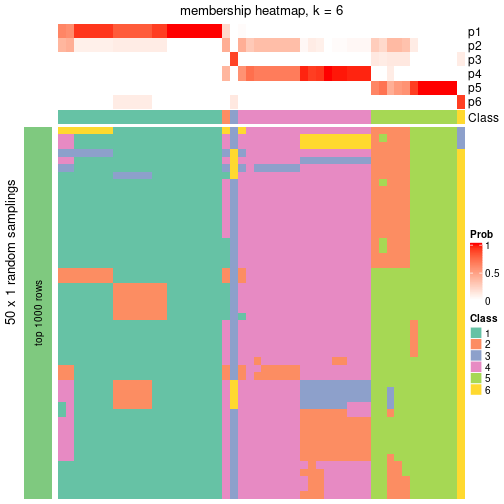 membership heatmap, k = 6
p1
p2
p3
p4
p5
p6
Class
50 x 1 random samplings
top 1000 rows
Prob
1
0.5
0
Class
1
2
3
4
5
6